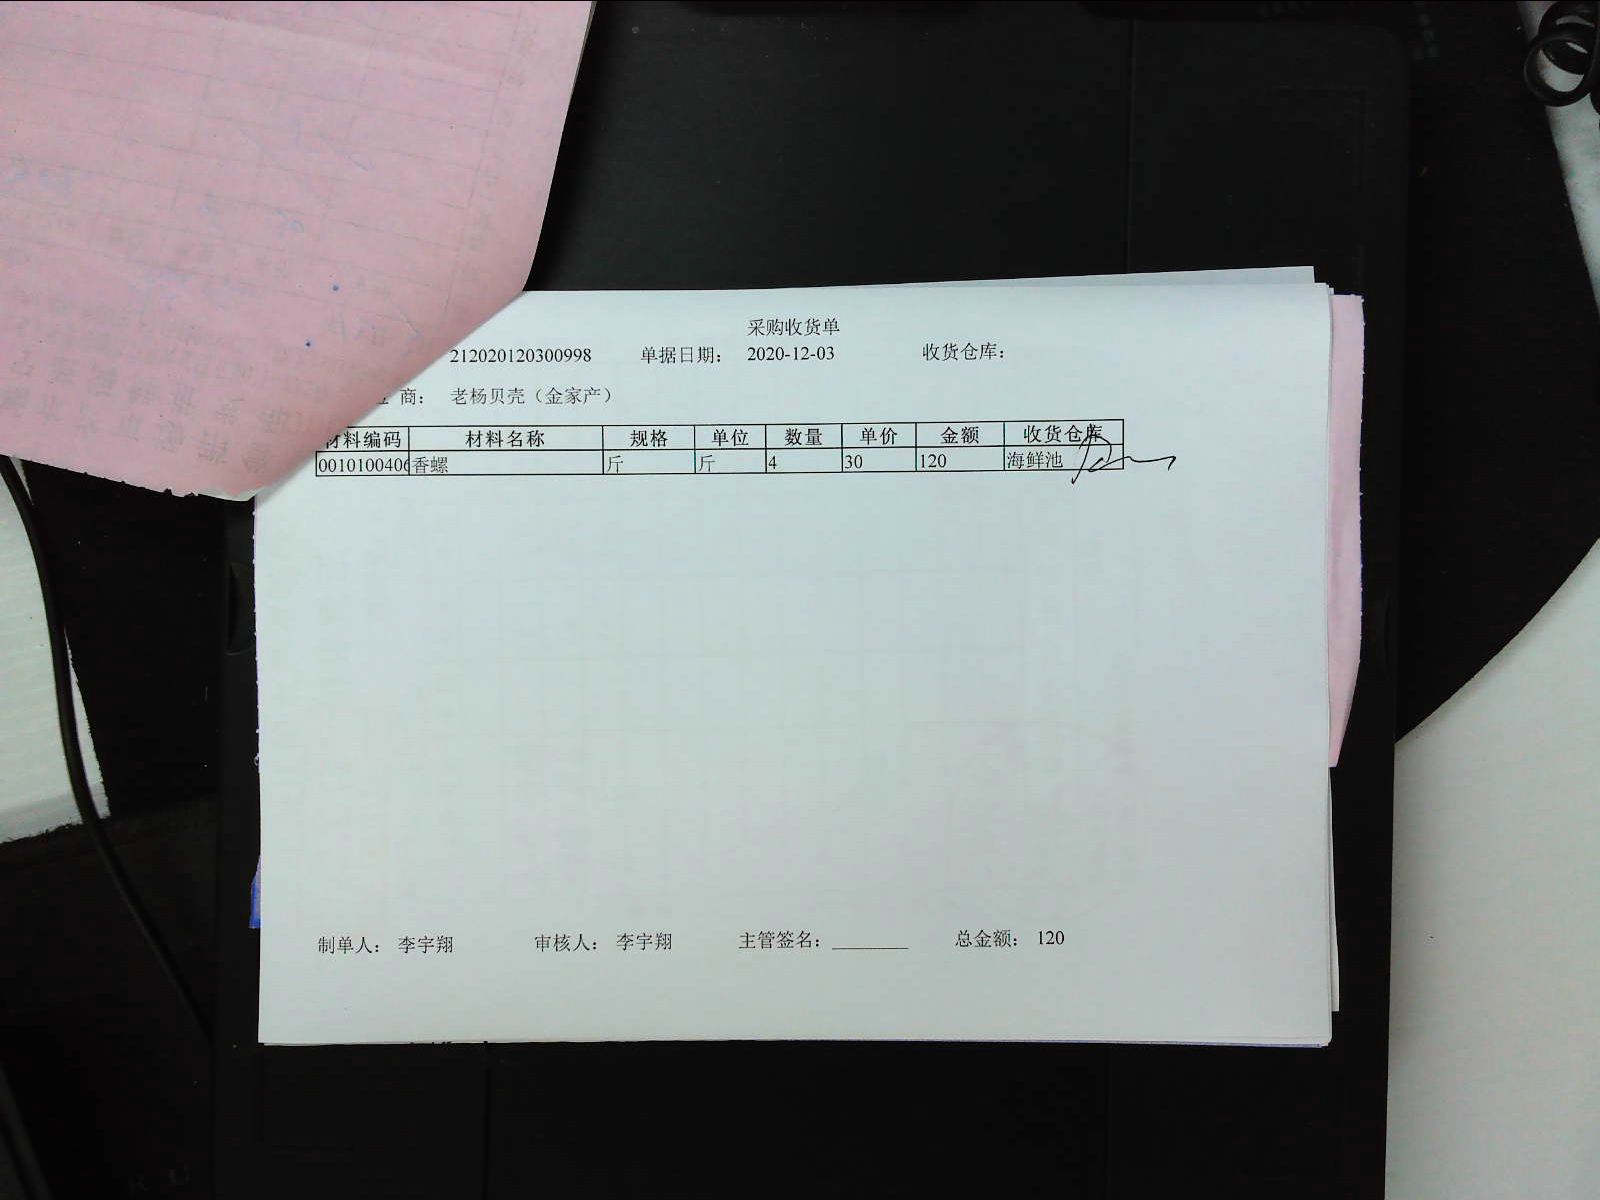 采购收货单
212020120300998 单据日期： 2020-12-03 收货仓库：
商： 老杨贝壳（金家产）
材料编码 材料名称 规格 单位 数量 单价 金额 收货仓库
0010100406 香螺 斤 斤 4 30 120 海鲜池
制单人： 李宇翔 审核人： 李宇翔 主管签名：________ 总金额： 120